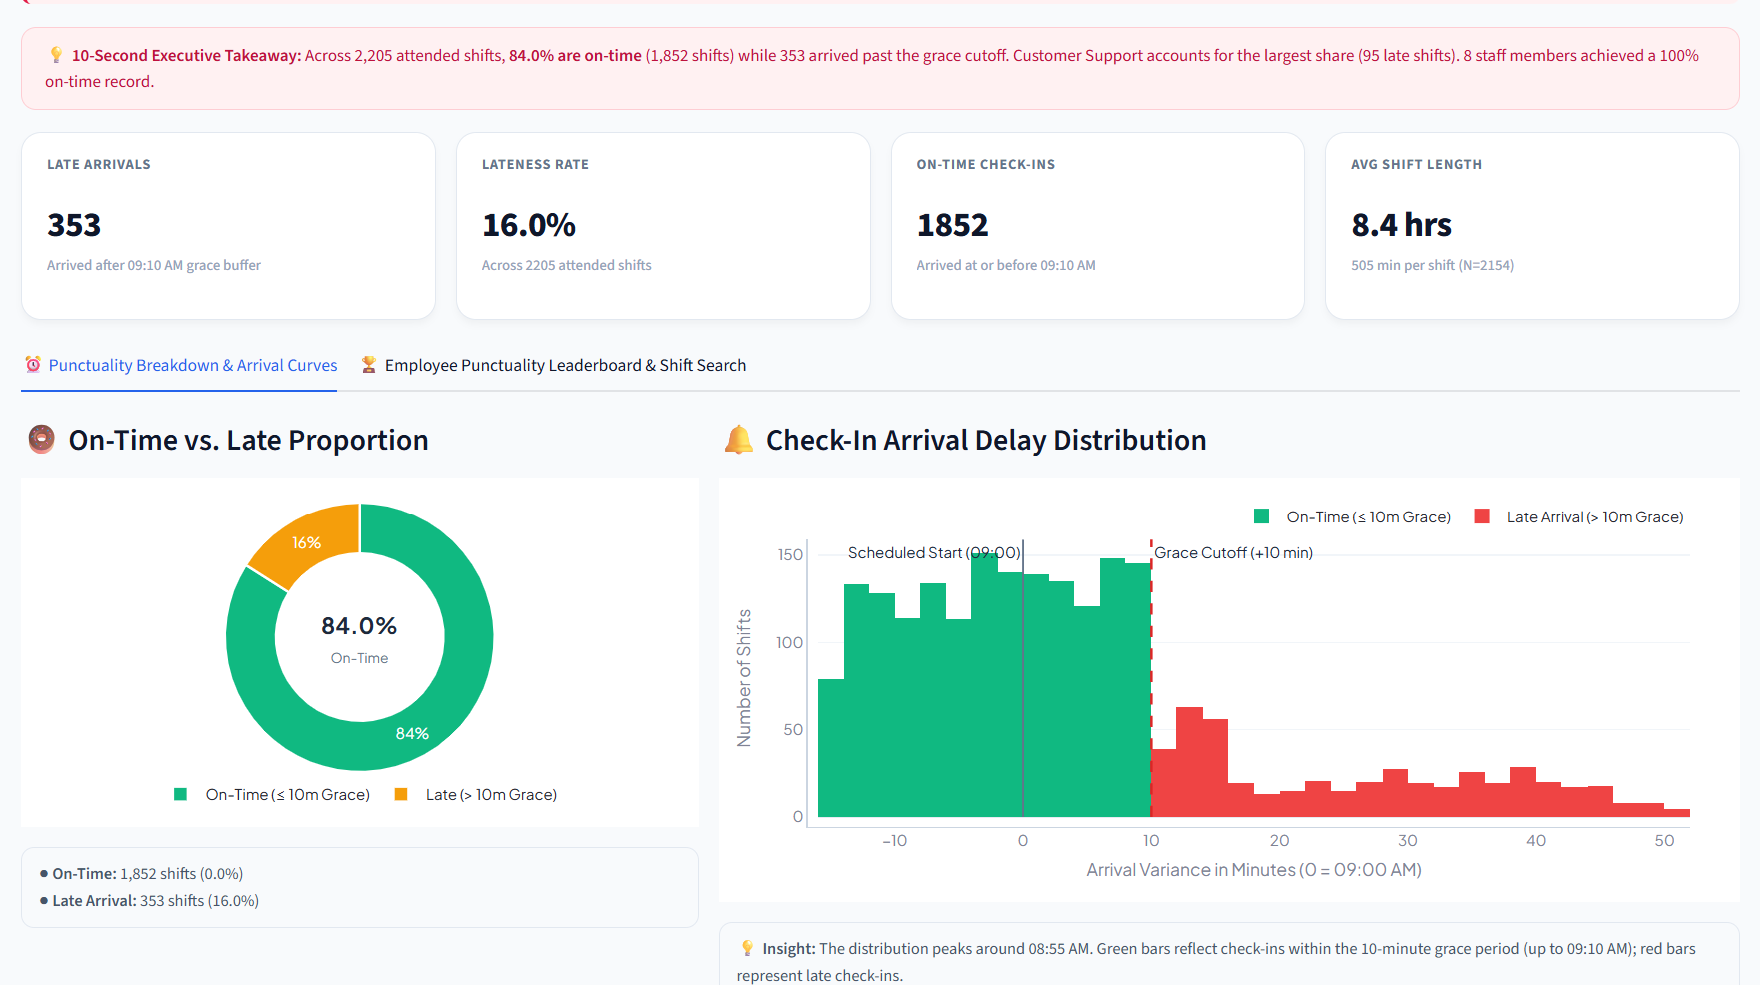 💡 10-Second Executive Takeaway: Across 2,205 attended shifts, 84.0% are on-time (1,852 shifts) while 353 arrived past the grace cutoff. Customer Support accounts for the largest share (95 late shifts). 8 staff members achieved a 100%
on-time record.
LATE ARRIVALS
353
Arrived after 09:10 AM grace buffer
LATENESS RATE
16.0%
Across 2205 attended shifts
ON-TIME CHECK-INS
1852
Arrived at or before 09:10 AM
AVG SHIFT LENGTH
8.4 hrs
505 min per shift (N=2154)
⏰ Punctuality Breakdown & Arrival Curves
🏆 Employee Punctuality Leaderboard & Shift Search
🍩 On-Time vs. Late Proportion
16%
84.0%
On-Time
84%
On-Time (≤ 10m Grace)
Late (> 10m Grace)
● On-Time: 1,852 shifts (0.0%)
● Late Arrival: 353 shifts (16.0%)
🔔 Check-In Arrival Delay Distribution
On-Time (≤ 10m Grace)
Late Arrival (> 10m Grace)
Scheduled Start (09:00)
Grace Cutoff (+10 min)
Number of Shifts
150
100
50
0
−10
0
10
20
30
40
50
Arrival Variance in Minutes (0 = 09:00 AM)
💡 Insight: The distribution peaks around 08:55 AM. Green bars reflect check-ins within the 10-minute grace period (up to 09:10 AM); red bars
represent late check-ins.